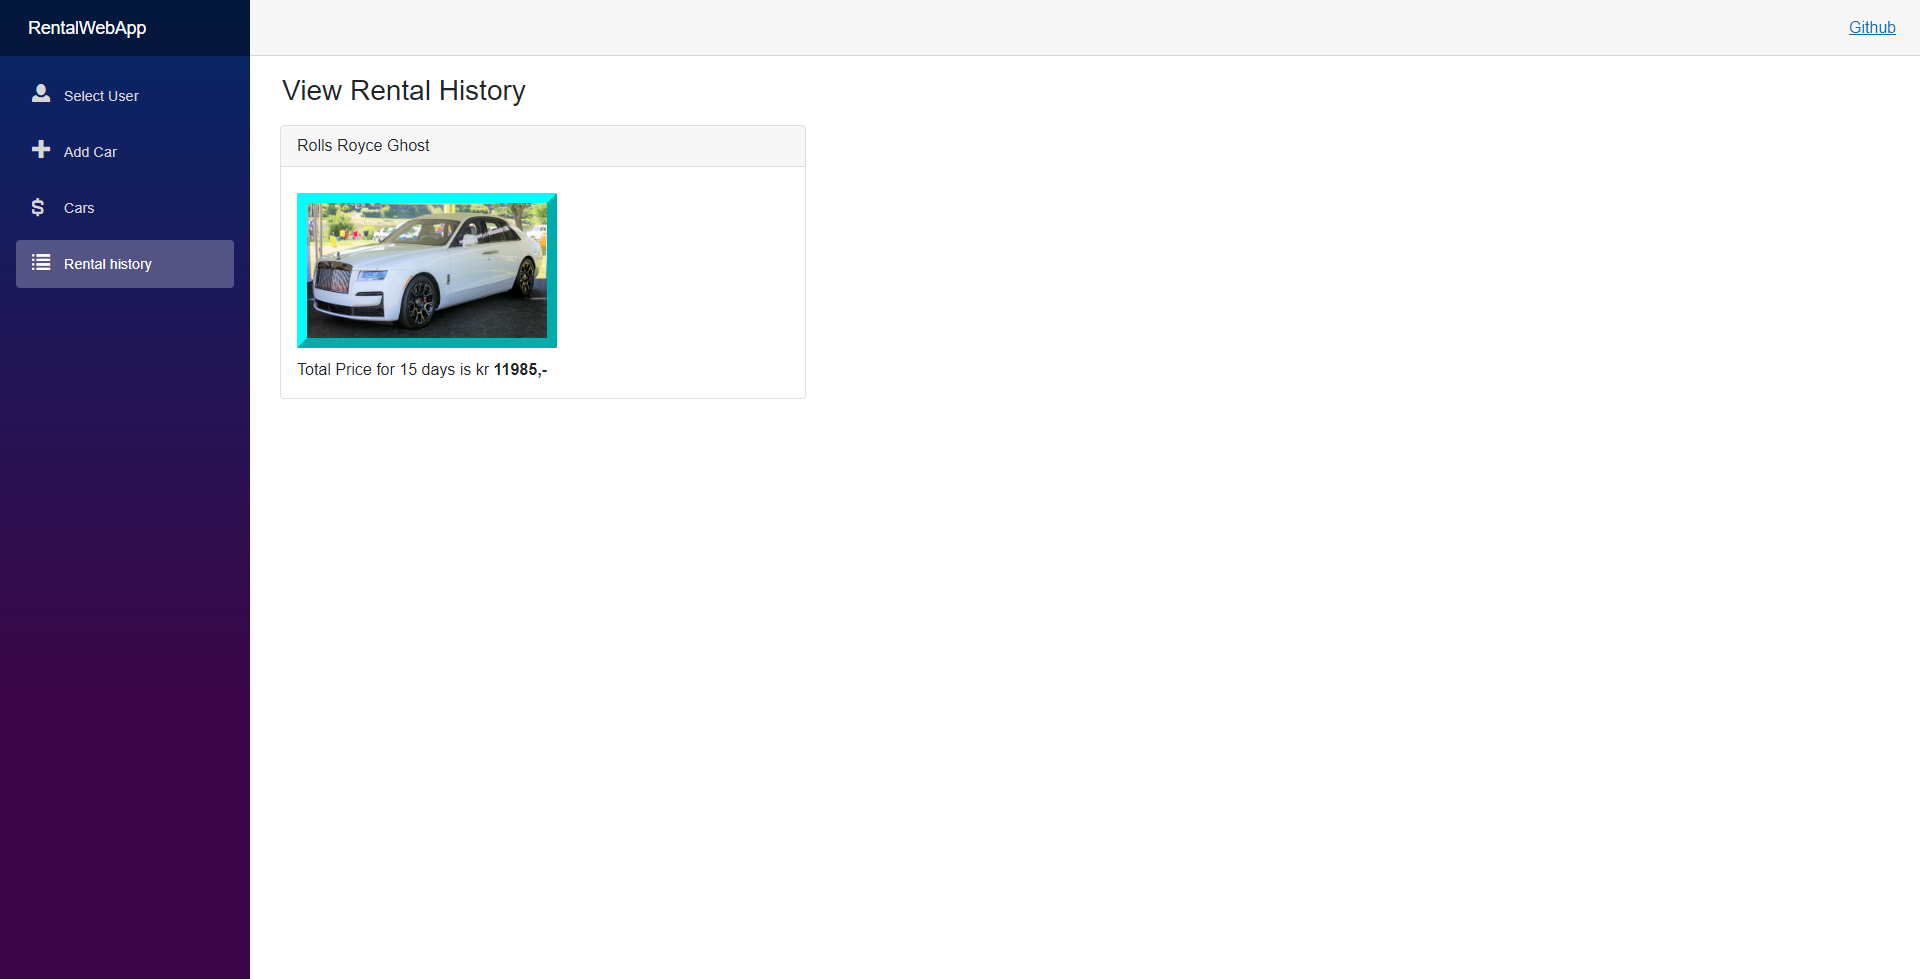 RentalWebApp
Github
Select User
Add Car
Cars
Rental history
View Rental History
Rolls Royce Ghost
Total Price for 15 days is kr 11985,-